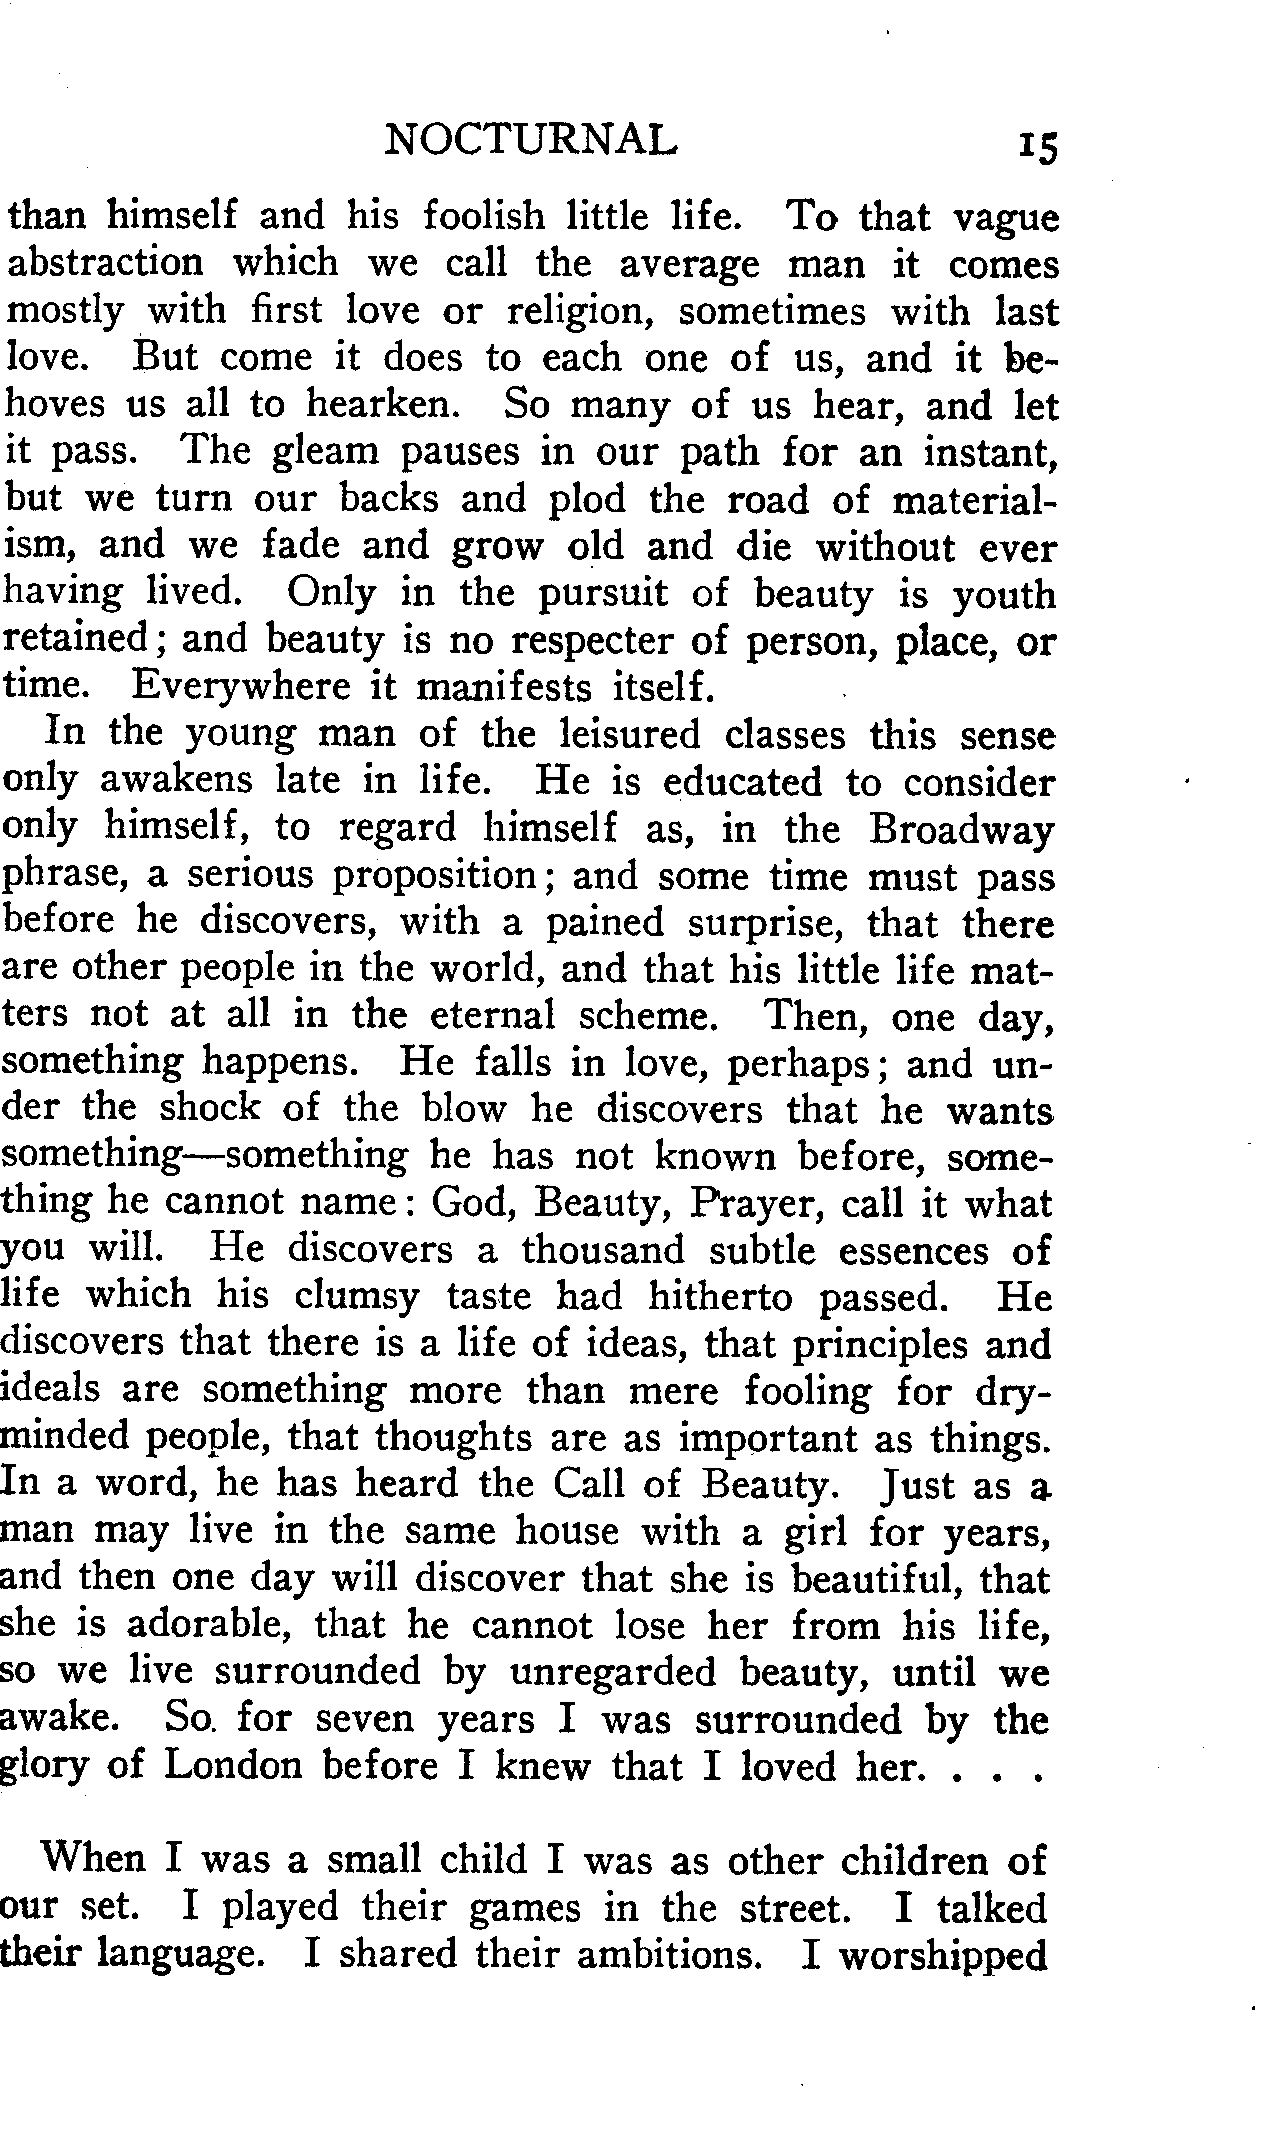 NOCTURNAL 15
than himself and his foolish little life. To that vague
abstraction which we call the average man it comes
mostly with first love or religion, sometimes with last
love. But come it does to each one of us, and it be-
hoves us all to hearken. So many of us hear, and let
it pass. The gleam pauses in our path for an instant,
but we turn our backs and plod the road of material-
ism, and we fade and grow old and die without ever
having lived. Only in the pursuit of beauty is youth
retained; and beauty is no respecter of person, place, or
time. Everywhere it manifests itself.
In the young man of the leisured classes this sense
only awakens late in life. He is educated to consider
only himself, to regard himself as, in the Broadway
phrase, a serious proposition; and some time must pass
before he discovers, with a pained surprise, that there
are other people in the world, and that his little life mat-
ters not at all in the eternal scheme. Then, one day,
something happens. He falls in love, perhaps; and un-
der the shock of the blow he discovers that he wants
something—something he has not known before, some-
thing he cannot name: God, Beauty, Prayer, call it what
you will. He discovers a thousand subtle essences of
life which his clumsy taste had hitherto passed. He
discovers that there is a life of ideas, that principles and
ideals are something more than mere fooling for dry-
minded people, that thoughts are as important as things.
In a word, he has heard the Call of Beauty. Just as a
man may live in the same house with a girl for years,
and then one day will discover that she is beautiful, that
she is adorable, that he cannot lose her from his life,
so we live surrounded by unregarded beauty, until we
awake. So. for seven years I was surrounded by the
glory of London before I knew that I loved her. . . .
When I was a small child I was as other children of
our set. I played their games in the street. I talked
their language. I shared their ambitions. I worshipped